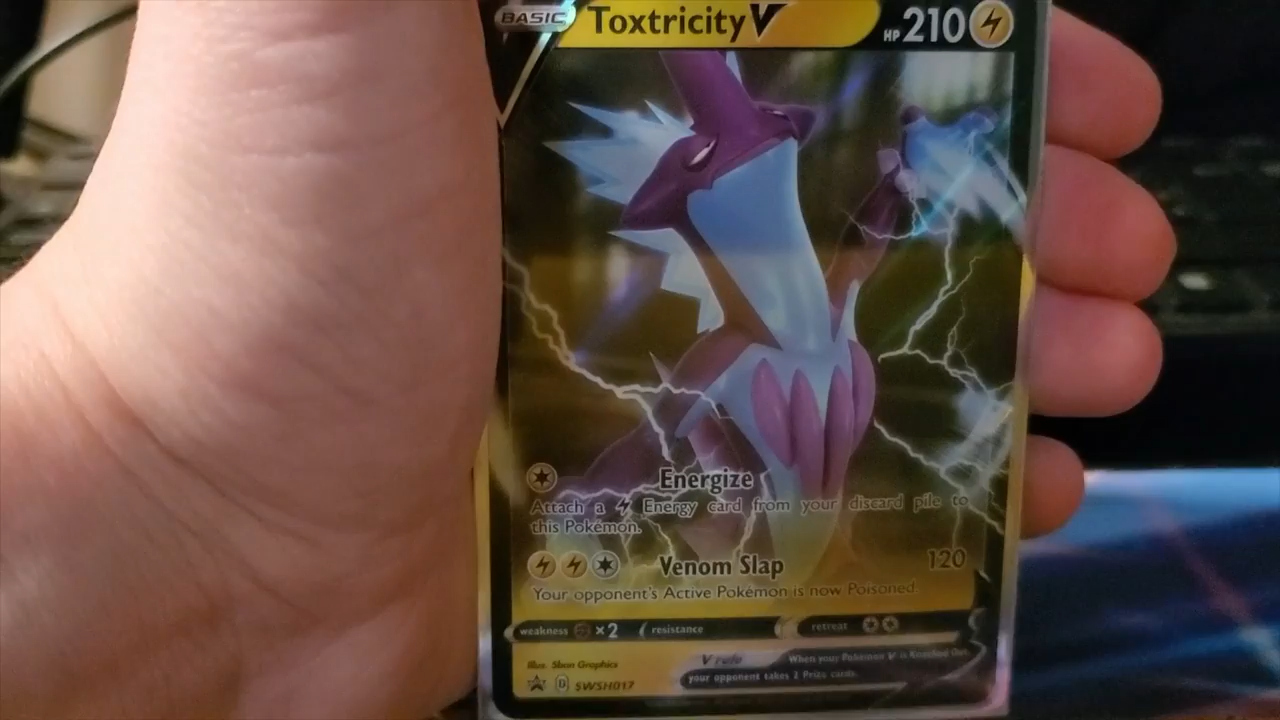 BASIC Toxtricity V HP 210
Energize
Attach a Energy card from your discard pile to
this Pokémon.
Venom Slap 120
Your opponent's Active Pokémon is now Poisoned.
weakness ×2 resistance retreat
Illus. 5ban Graphics
V rule When your Pokémon V is Knocked Out,
your opponent takes 2 Prize cards.
D SWSH017